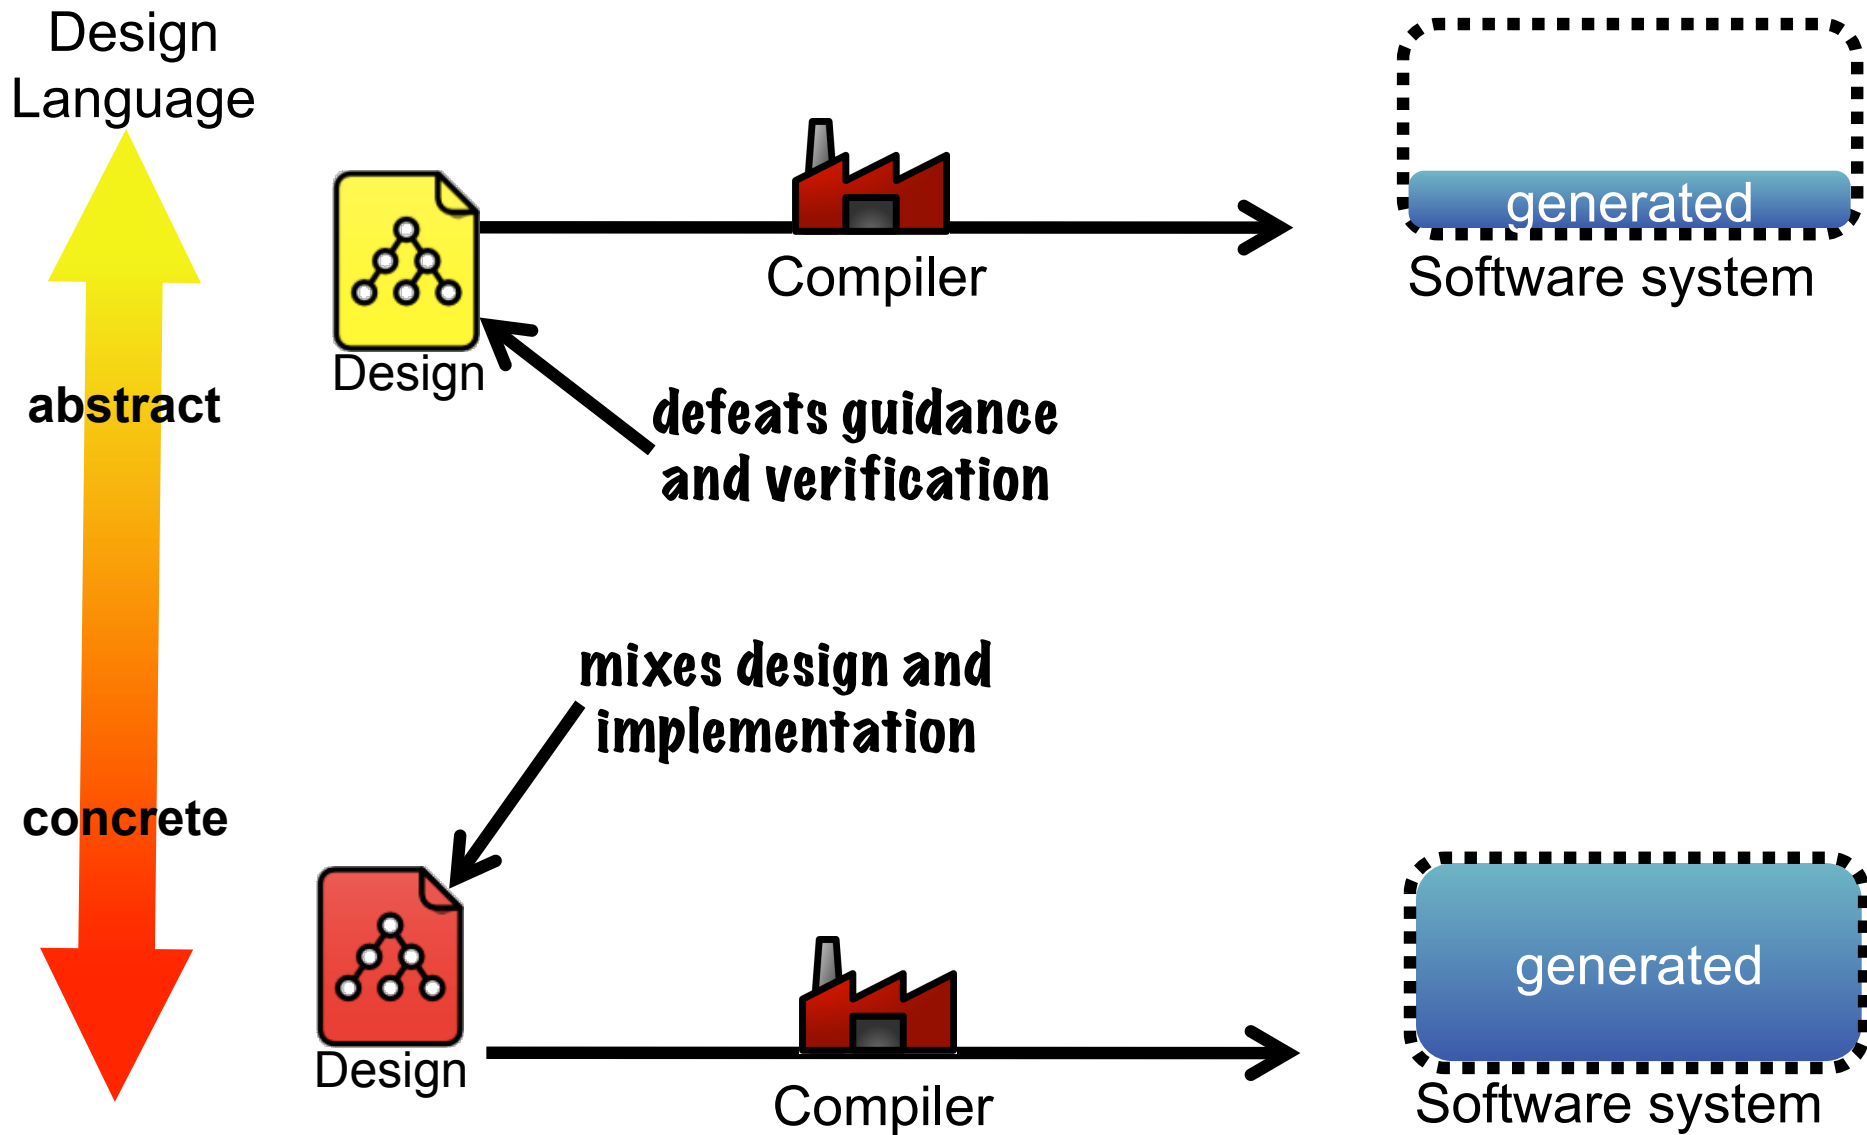 Design
Language
generated
Compiler
Software system
Design
abstract
defeats guidance
and verification
mixes design and
implementation
concrete
generated
Design
Compiler
Software system